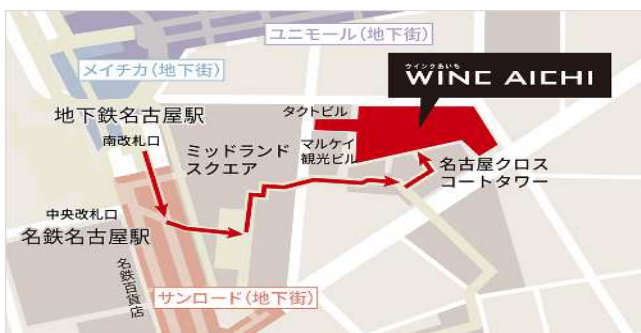 ユニモール(地下街)
メイチカ(地下街)
ウインクあいち
WINC AICHI
地下鉄名古屋駅
南改札口
タクトビル
ミッドランド
スクエア
マルケイ
観光ビル
名古屋クロス
コートタワー
中央改札口
名鉄名古屋駅
名鉄百貨店
サンロード(地下街)